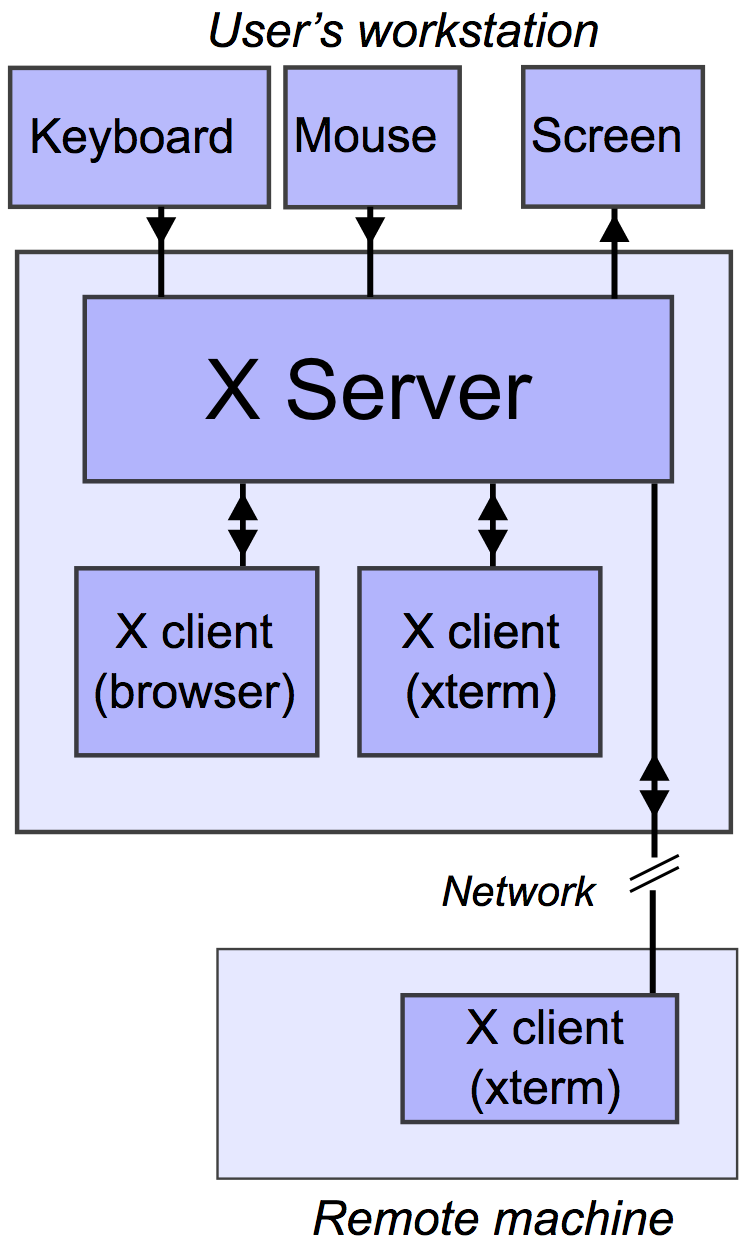 User’s workstation
Keyboard
Mouse
Screen
X Server
X client
(browser)
X client
(xterm)
Network
X client
(xterm)
Remote machine